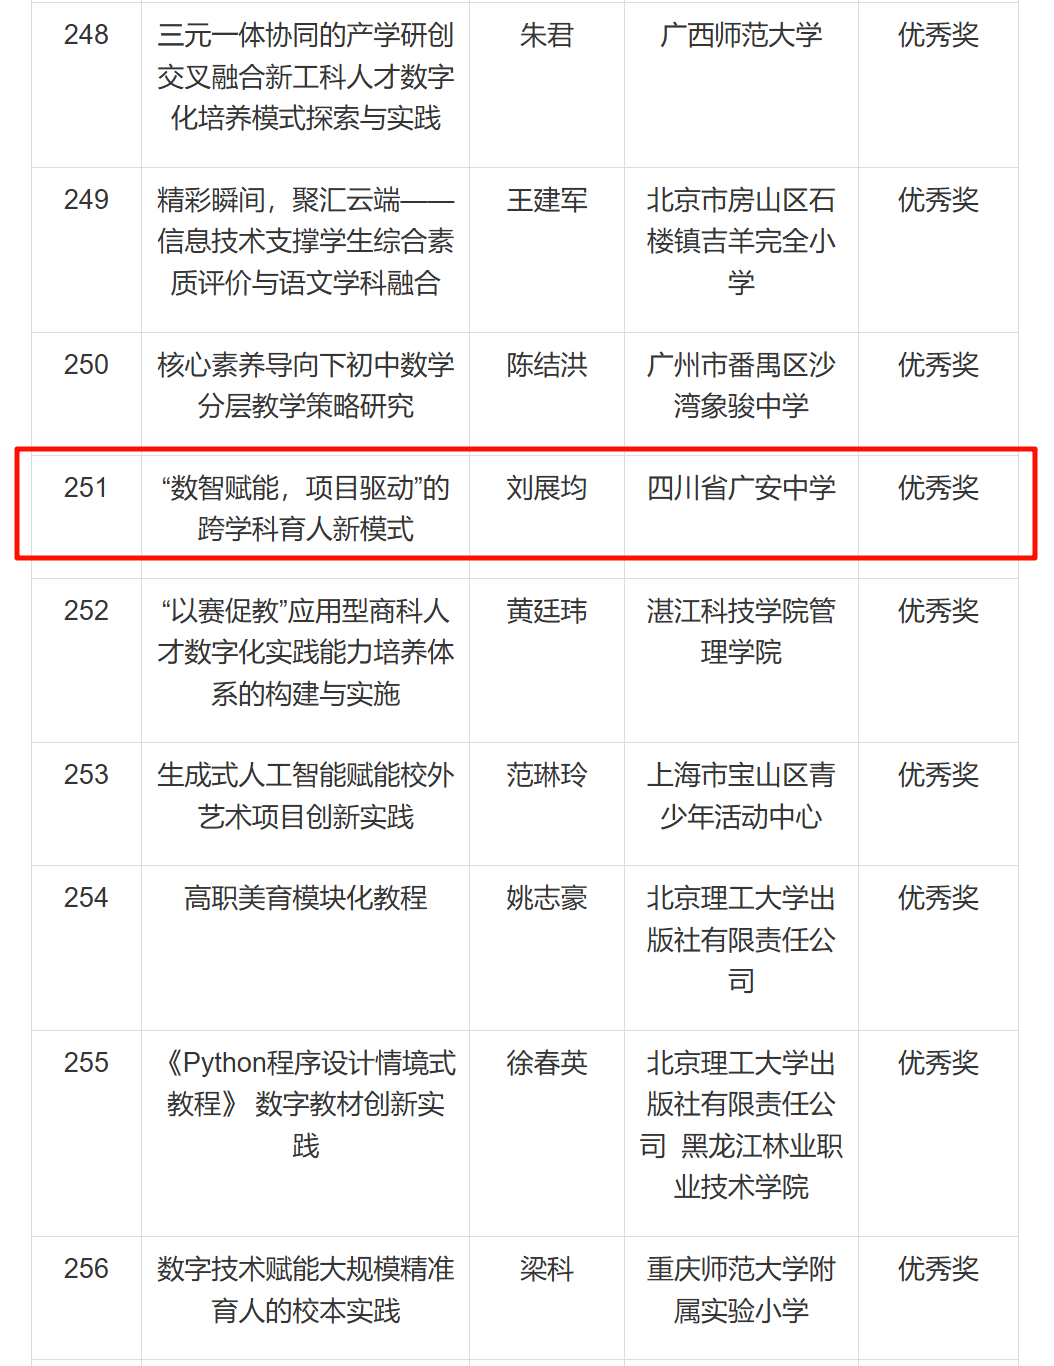 248 三元一体协同的产学研创 朱君 广西师范大学 优秀奖
交叉融合新工科人才数字
化培养模式探索与实践
249 精彩瞬间，聚汇云端—— 王建军 北京市房山区石 优秀奖
信息技术支撑学生综合素 楼镇吉羊完全小
质评价与语文学科融合 学
250 核心素养导向下初中数学 陈结洪 广州市番禺区沙 优秀奖
分层教学策略研究 湾象骏中学
251 “数智赋能，项目驱动”的 刘展均 四川省广安中学 优秀奖
跨学科育人新模式
252 “以赛促教”应用型商科人 黄廷玮 湛江科技学院管 优秀奖
才数字化实践能力培养体 理学院
系的构建与实施
253 生成式人工智能赋能校外 范琳玲 上海市宝山区青 优秀奖
艺术项目创新实践 少年活动中心
254 高职美育模块化教程 姚志豪 北京理工大学出 优秀奖
版社有限责任公
司
255 《Python程序设计情境式 徐春英 北京理工大学出 优秀奖
教程》 数字教材创新实 版社有限责任公
践 司 黑龙江林业职
业技术学院
256 数字技术赋能大规模精准 梁科 重庆师范大学附 优秀奖
育人的校本实践 属实验小学